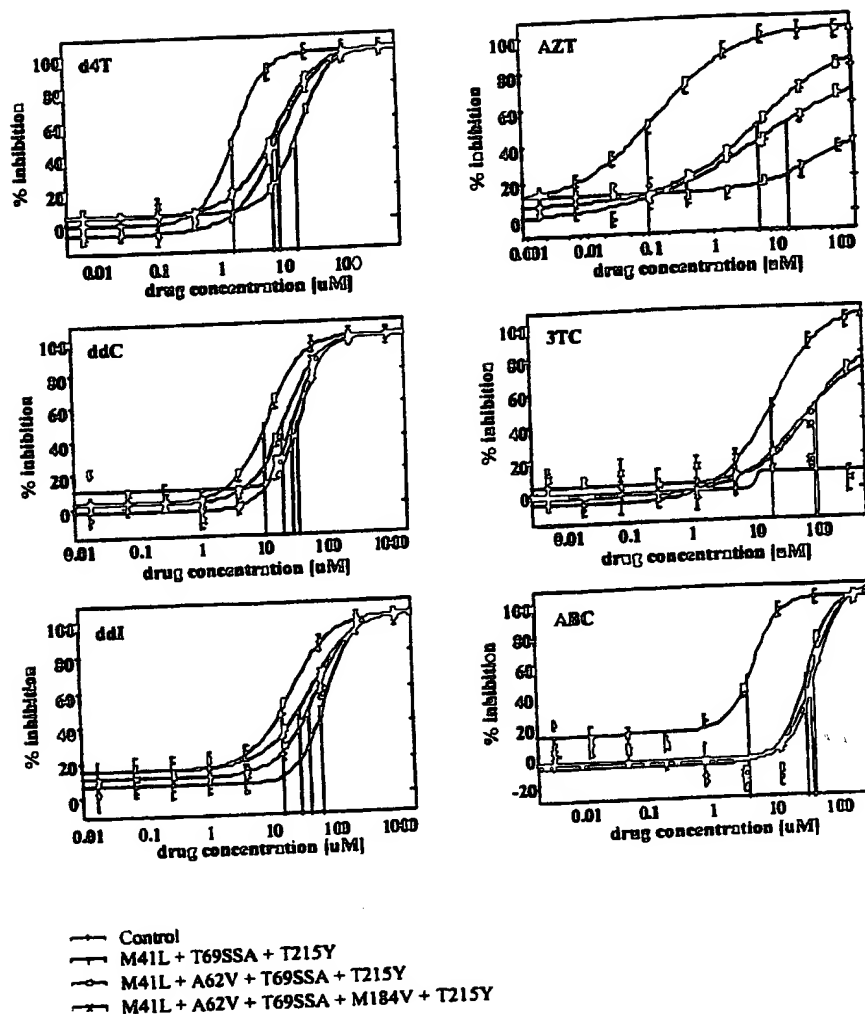 d4T
% inhibition
100
80
60
40
20
0
0.01 0.1 1 10 100
drug concentration [uM]
AZT
% inhibition
100
80
60
40
20
0
0.001 0.01 0.1 1 10 100
drug concentration [uM]
ddC
% inhibition
100
80
60
40
20
0
0.01 0.1 1 10 100 1000
drug concentration [uM]
3TC
% inhibition
100
80
60
40
20
0
0.01 0.1 1 10 100
drug concentration [uM]
ddI
% inhibition
100
80
60
40
20
0
0.01 0.1 1 10 100 1000
drug concentration [uM]
ABC
% inhibition
100
80
60
40
20
0
-20
0.01 0.1 1 10 100
drug concentration [uM]
Control
M41L + T69SSA + T215Y
M41L + A62V + T69SSA + T215Y
M41L + A62V + T69SSA + M184V + T215Y